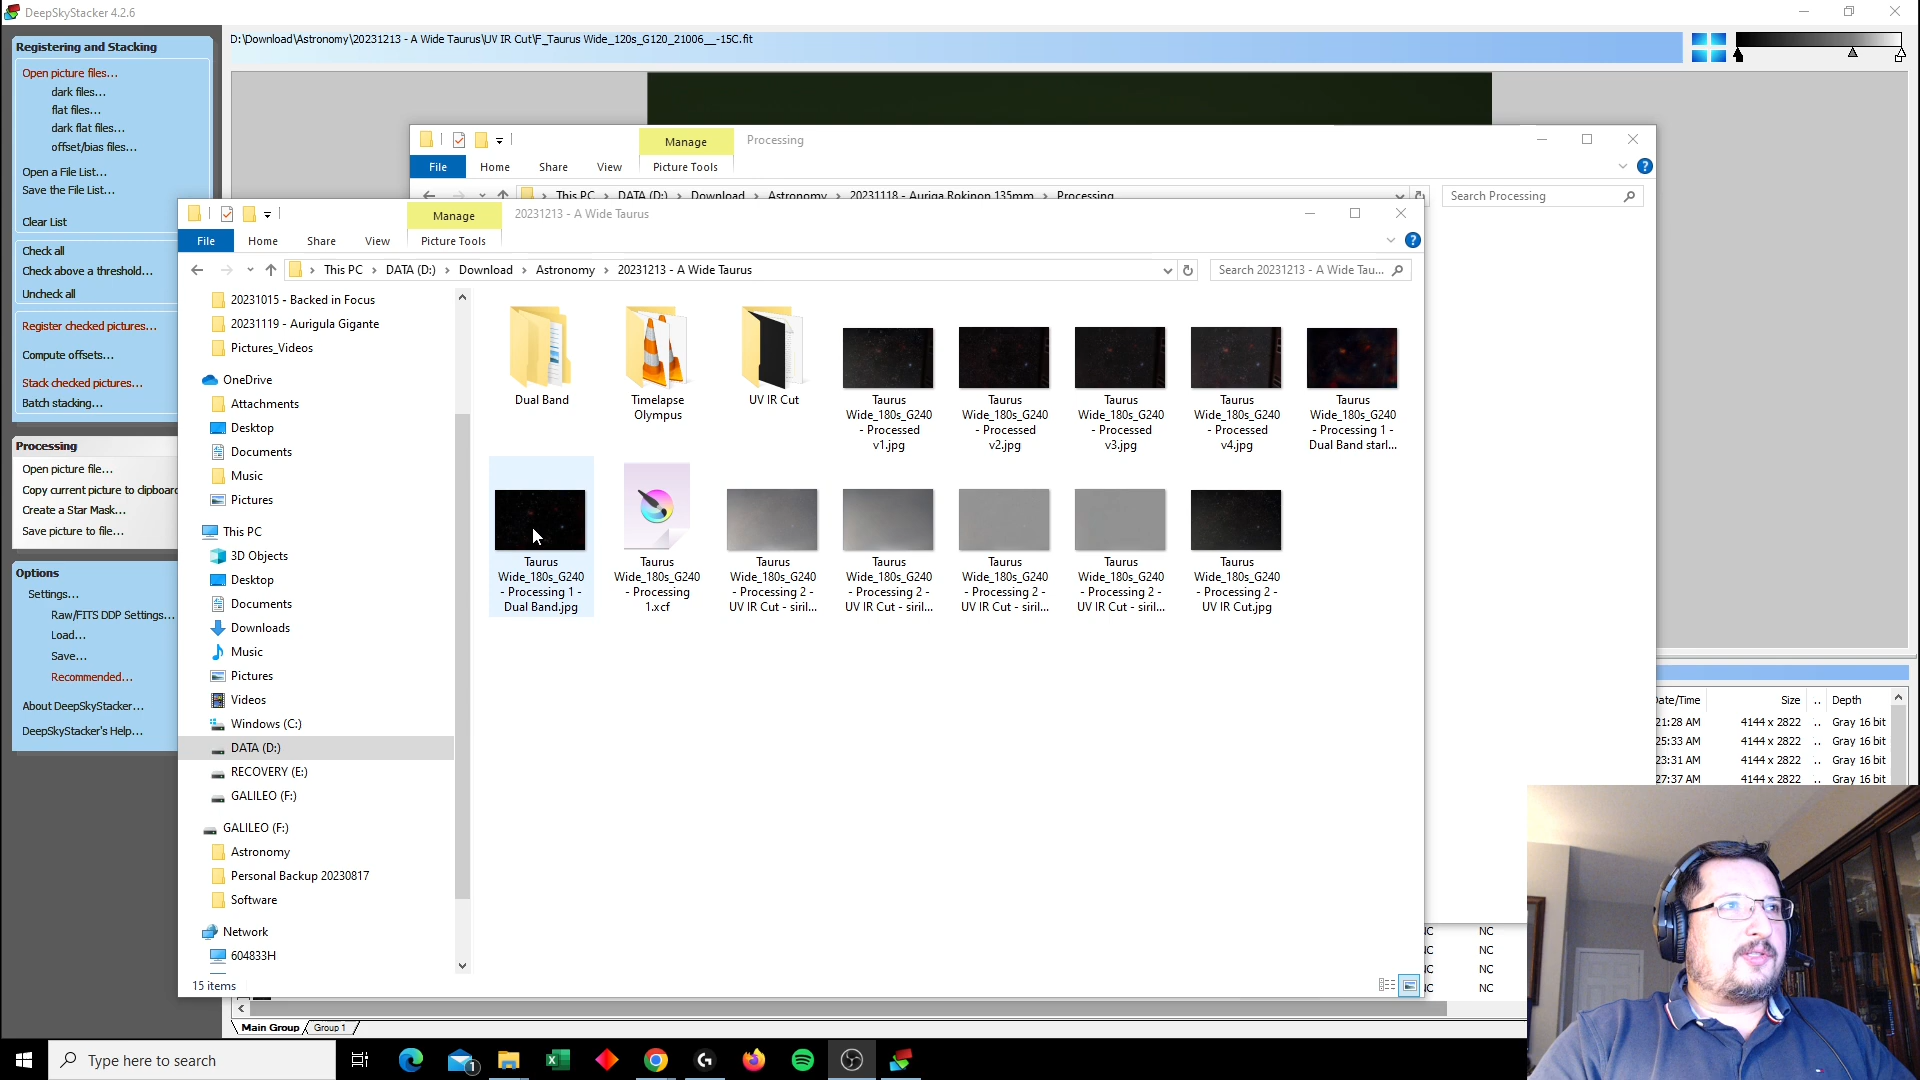 DeepSkyStacker 4.2.6
Registering and Stacking
Open picture files...
dark files...
flat files...
dark flat files...
offset/bias files...
Open a File List...
Save the File List...
Clear List
Check all
Check above a threshold...
Uncheck all
Register checked pictures...
Compute offsets...
Stack checked pictures...
Batch stacking...
Processing
Open picture file...
Copy current picture to clipboard
Create a Star Mask...
Save picture to file...
Options
Settings...
Raw/FITS DDP Settings...
Load...
Save...
Recommended...
About DeepSkyStacker...
DeepSkyStacker's Help...
D:\Download\Astronomy\20231213 - A Wide Taurus\UV IR Cut\F_Taurus Wide_120s_G120_21006__-15C.fit
Manage
Processing
File
Home
Share
View
Picture Tools
This PC > DATA (D:) > Download > Astronomy > 20231118 - Auriga Rokinon 135mm > Processing
Search Processing
Manage
20231213 - A Wide Taurus
File
Home
Share
View
Picture Tools
This PC > DATA (D:) > Download > Astronomy > 20231213 - A Wide Taurus
Search 20231213 - A Wide Tau...
20231015 - Backed in Focus
20231119 - Aurigula Gigante
Pictures_Videos
OneDrive
Attachments
Desktop
Documents
Music
Pictures
This PC
3D Objects
Desktop
Documents
Downloads
Music
Pictures
Videos
Windows (C:)
DATA (D:)
RECOVERY (E:)
GALILEO (F:)
GALILEO (F:)
Astronomy
Personal Backup 20230817
Software
Network
604833H
15 items
Dual Band
Timelapse
Olympus
UV IR Cut
Taurus
Wide_180s_G240
- Processed
v1.jpg
Taurus
Wide_180s_G240
- Processed
v2.jpg
Taurus
Wide_180s_G240
- Processed
v3.jpg
Taurus
Wide_180s_G240
- Processed
v4.jpg
Taurus
Wide_180s_G240
- Processing 1 -
Dual Band starl...
Taurus
Wide_180s_G240
- Processing 1 -
Dual Band.jpg
Taurus
Wide_180s_G240
- Processing
1.xcf
Taurus
Wide_180s_G240
- Processing 2 -
UV IR Cut - siril...
Taurus
Wide_180s_G240
- Processing 2 -
UV IR Cut - siril...
Taurus
Wide_180s_G240
- Processing 2 -
UV IR Cut - siril...
Taurus
Wide_180s_G240
- Processing 2 -
UV IR Cut - siril...
Taurus
Wide_180s_G240
- Processing 2 -
UV IR Cut.jpg
Date/Time Size .. Depth
21:28 AM 4144 x 2822 .. Gray 16 bit
25:33 AM 4144 x 2822 .. Gray 16 bit
23:31 AM 4144 x 2822 .. Gray 16 bit
27:37 AM 4144 x 2822 .. Gray 16 bit
NC NC
NC NC
NC NC
NC NC
Main Group
Group 1
Type here to search
1